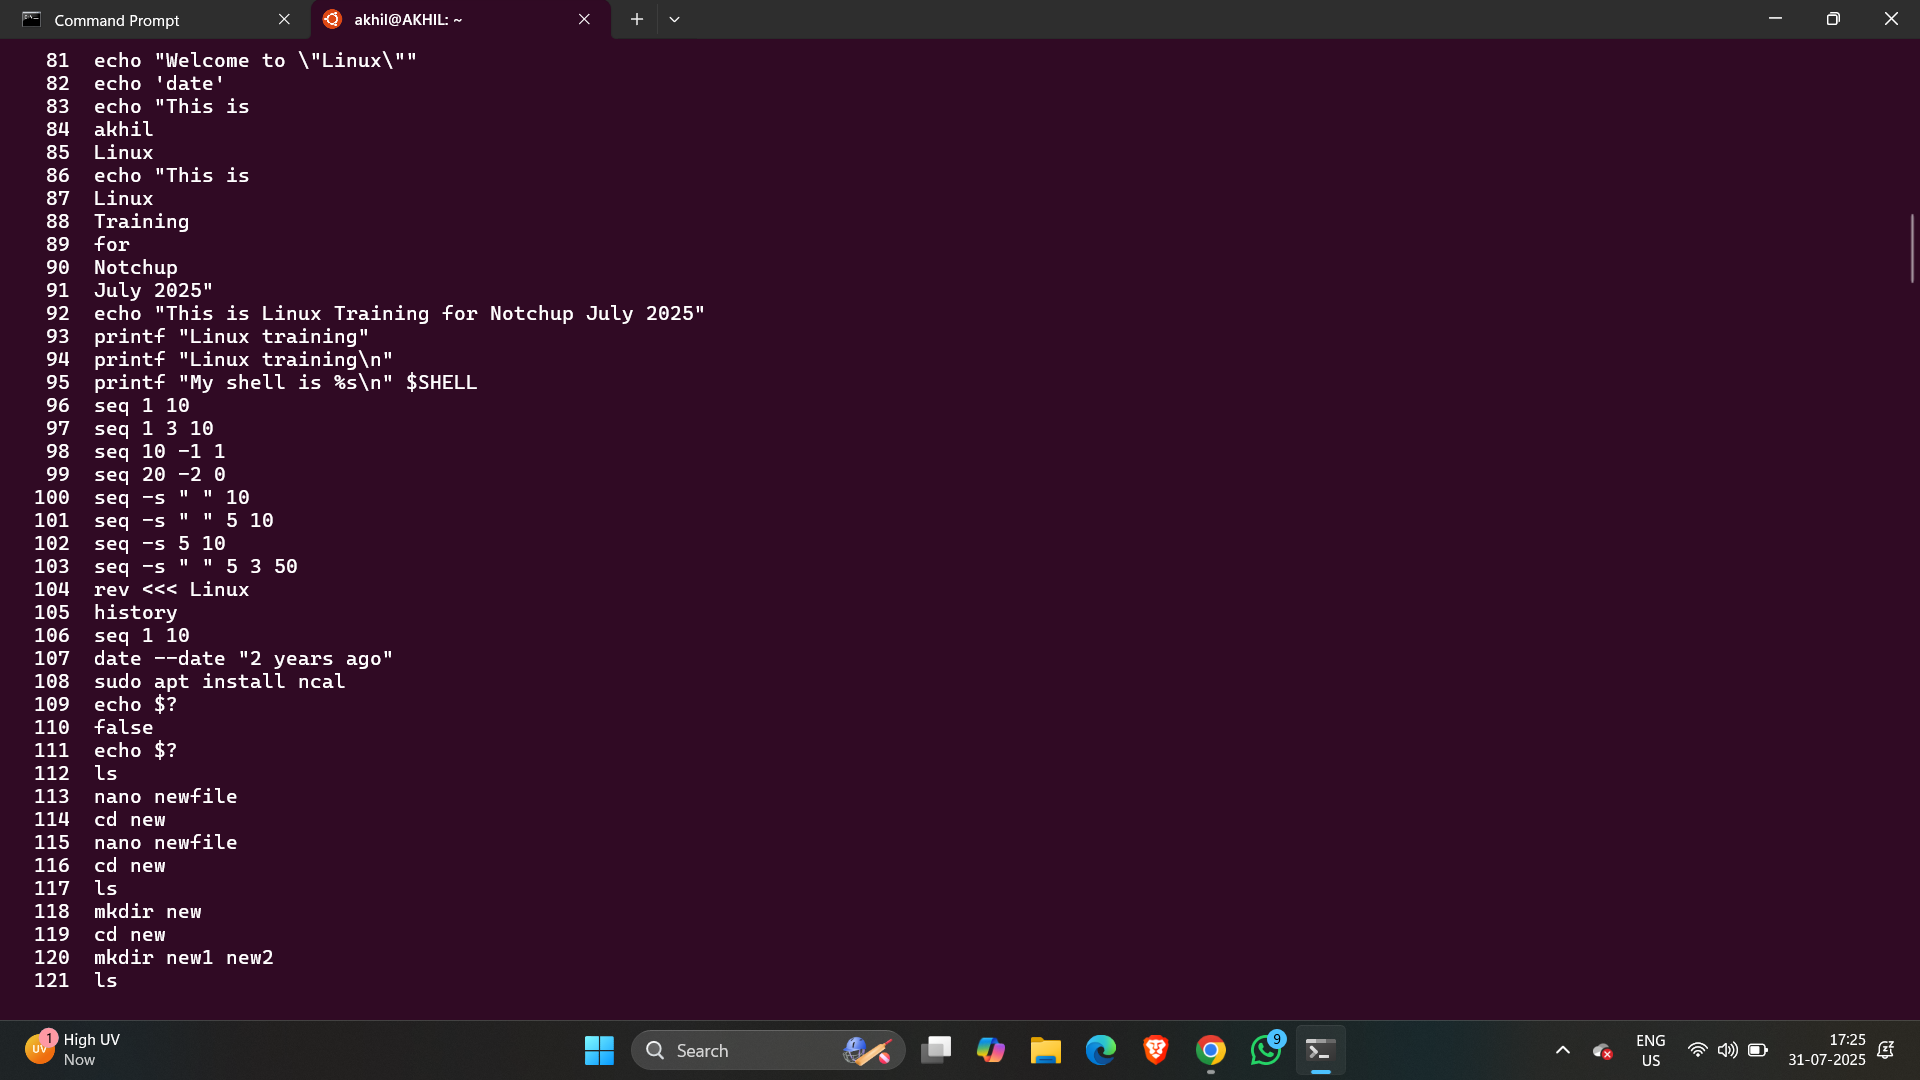 Command Prompt
akhil@AKHIL: ~
81 echo "Welcome to \"Linux\""
82 echo 'date'
83 echo "This is
84 akhil
85 Linux
86 echo "This is
87 Linux
88 Training
89 for
90 Notchup
91 July 2025"
92 echo "This is Linux Training for Notchup July 2025"
93 printf "Linux training"
94 printf "Linux training\n"
95 printf "My shell is %s\n" $SHELL
96 seq 1 10
97 seq 1 3 10
98 seq 10 -1 1
99 seq 20 -2 0
100 seq -s " " 10
101 seq -s " " 5 10
102 seq -s 5 10
103 seq -s " " 5 3 50
104 rev <<< Linux
105 history
106 seq 1 10
107 date --date "2 years ago"
108 sudo apt install ncal
109 echo $?
110 false
111 echo $?
112 ls
113 nano newfile
114 cd new
115 nano newfile
116 cd new
117 ls
118 mkdir new
119 cd new
120 mkdir new1 new2
121 ls
UV
1
High UV
Now
Search
9
ENG
US
17:25
31-07-2025